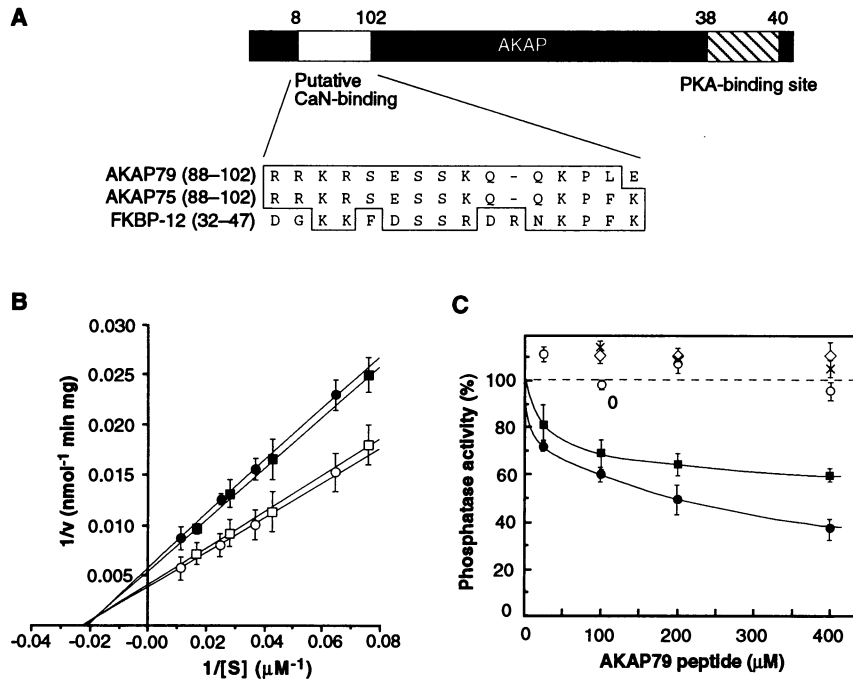 A
8 102 38 40
AKAP
Putative
CaN-binding
PKA-binding site
AKAP79 (88–102) R R K R S E S S K Q - Q K P L E
AKAP75 (88–102) R R K R S E S S K Q - Q K P F K
FKBP-12 (32–47) D G K K F D S S R D R N K P F K
B
0.030
0.025
0.020
0.015
0.010
0.005
-0.04 -0.02 -0.00 0.02 0.04 0.06 0.08
1/[S] (μM⁻¹)
1/v (nmol⁻¹ min mg)
C
100
80
60
40
20
0
0
0 100 200 300 400
AKAP79 peptide (μM)
Phosphatase activity (%)